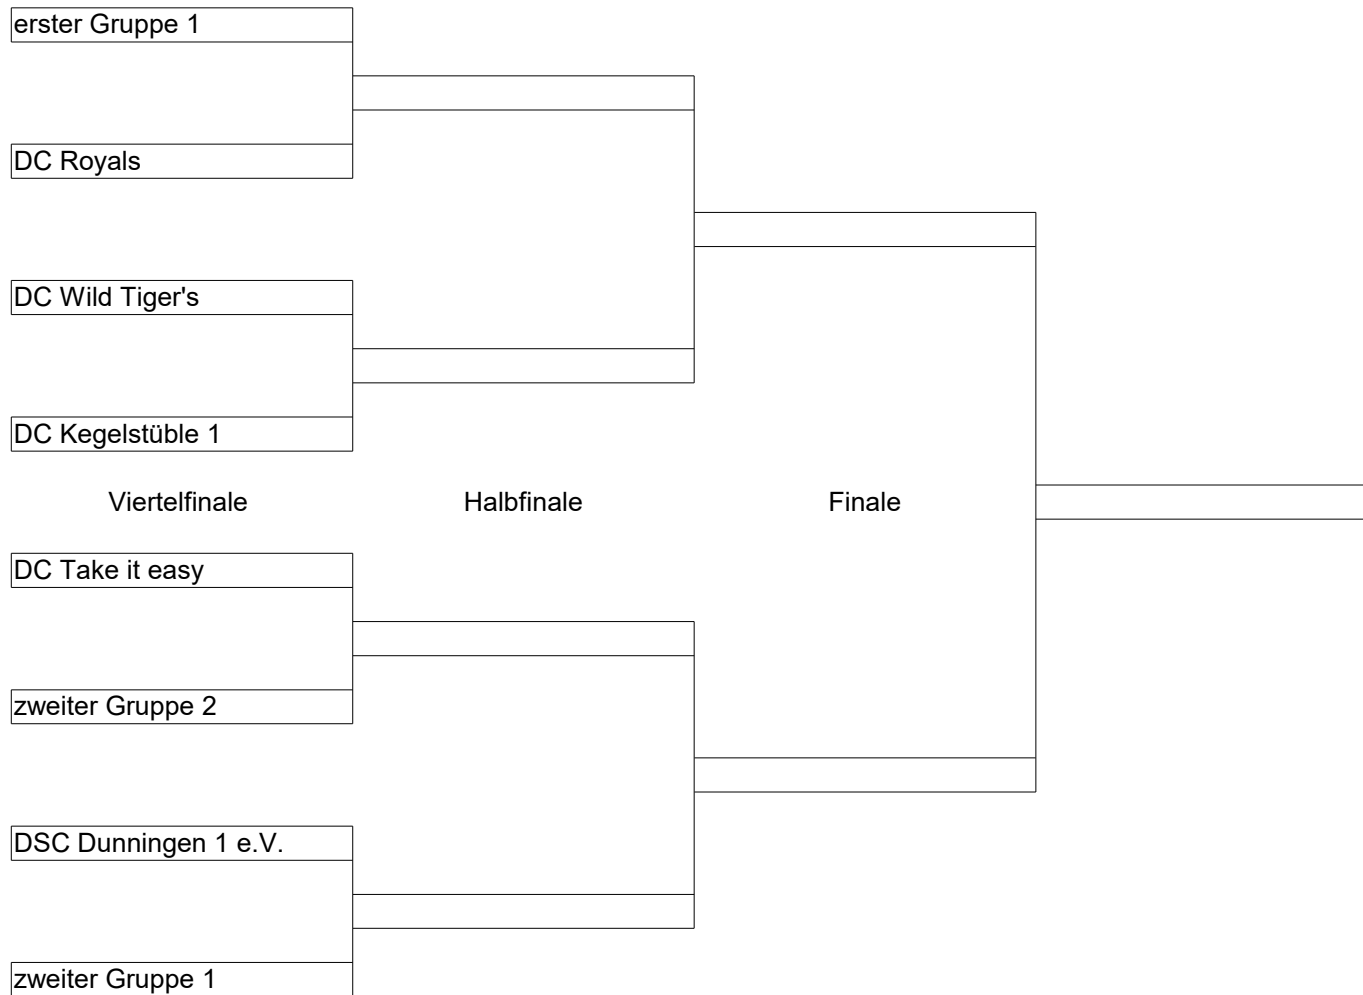 erster Gruppe 1
DC Royals
DC Wild Tiger's
DC Kegelstüble 1
Viertelfinale Halbfinale Finale
DC Take it easy
zweiter Gruppe 2
DSC Dunningen 1 e.V.
zweiter Gruppe 1